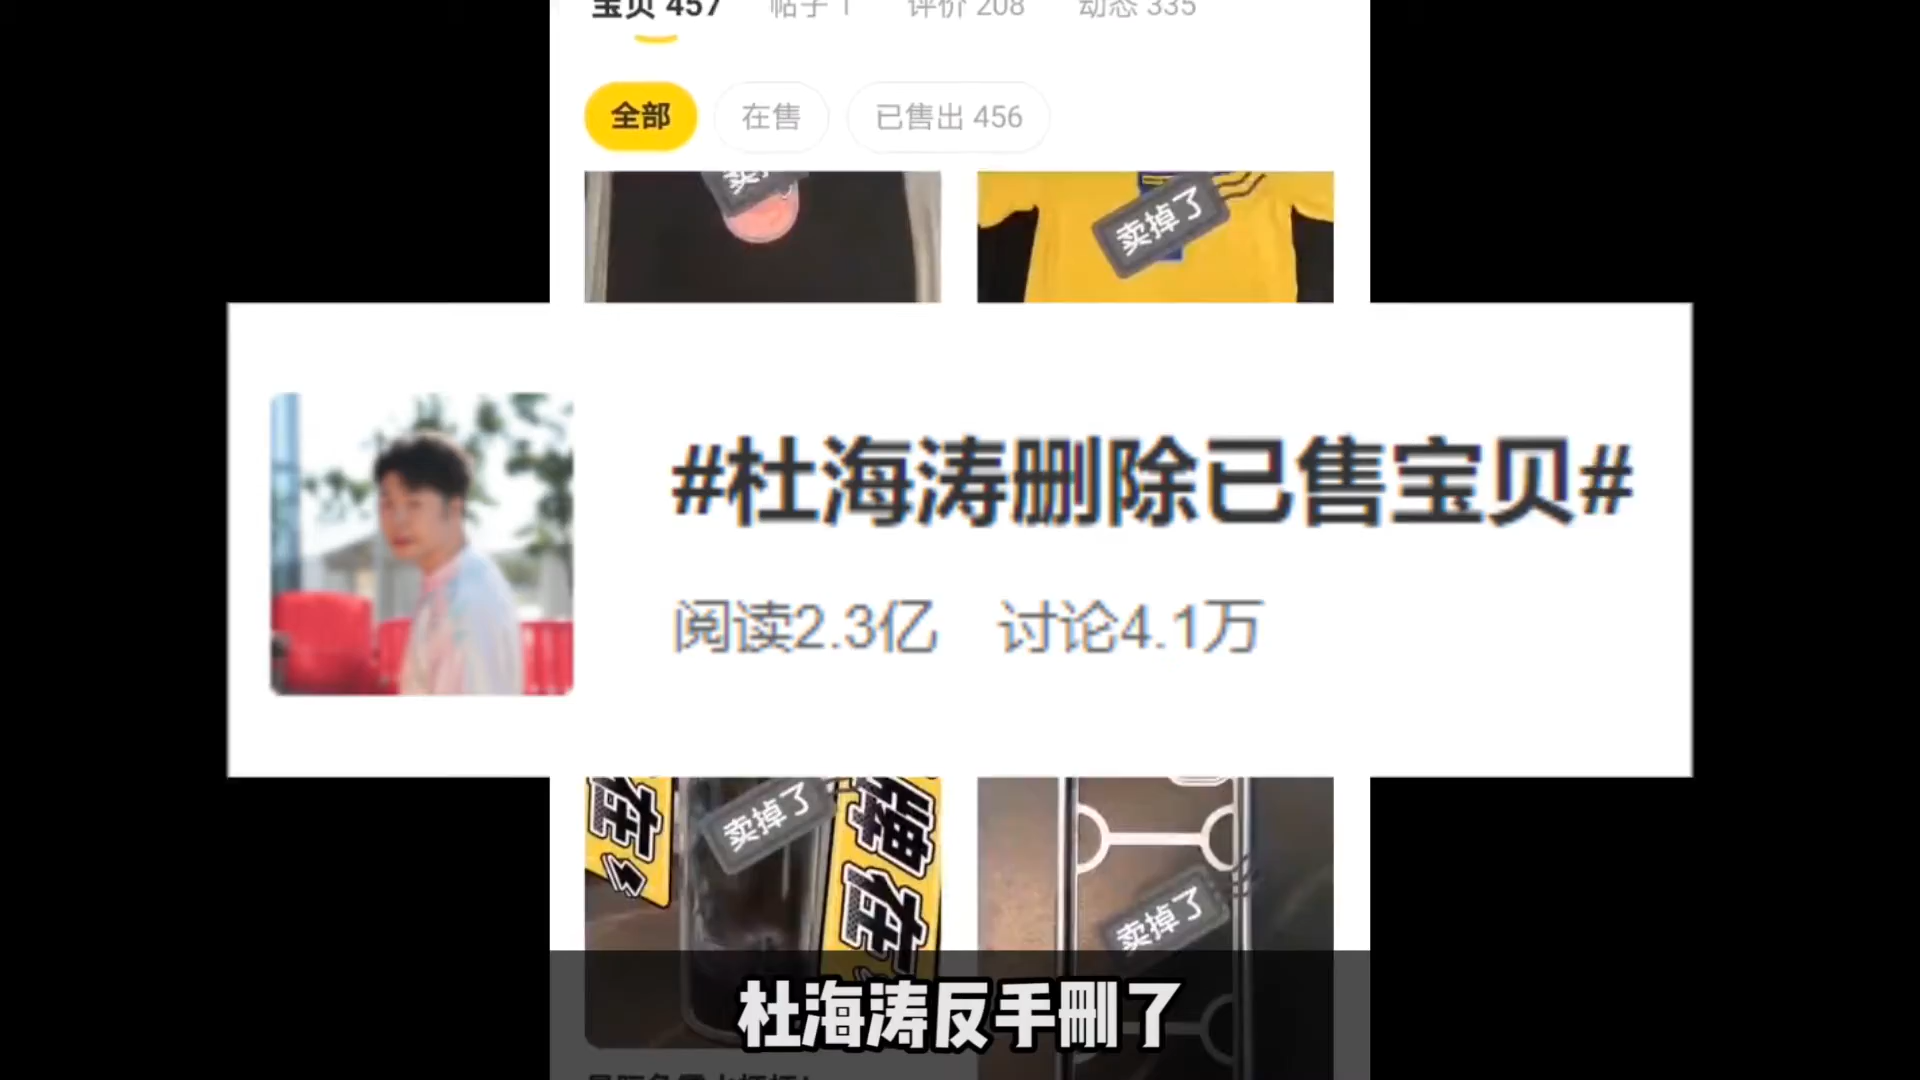 宝贝 457 帖子 1 评价 208 动态 335
全部 在售 已售出 456
卖掉了
卖掉了
#杜海涛删除已售宝贝#
阅读2.3亿 讨论4.1万
在
牌在
卖掉了
卖掉了
杜海涛反手删了